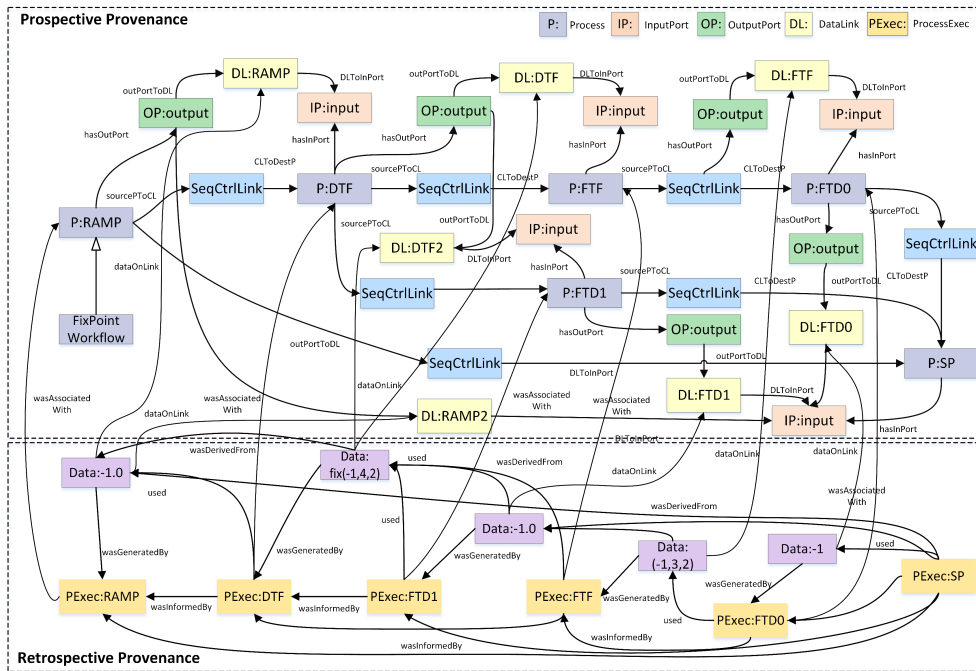 Prospective Provenance
P: Process
IP: InputPort
OP: OutputPort
DL: DataLink
PExec: ProcessExec
DL:RAMP
DLToInPort
outPortToDL
OP:output
IP:input
hasOutPort
hasInPort
DL:DTF
DLToInPort
outPortToDL
OP:output
IP:input
hasOutPort
hasInPort
DL:FTF
DLToInPort
outPortToDL
OP:output
IP:input
hasOutPort
hasInPort
sourcePToCL
SeqCtrlLink
CLToDestP
P:DTF
sourcePToCL
SeqCtrlLink
CLToDestP
P:FTF
sourcePToCL
SeqCtrlLink
CLToDestP
P:FTD0
sourcePToCL
P:RAMP
dataOnLink
DL:DTF2
outPortToDL
DLToInPort
IP:input
hasInPort
hasOutPort
OP:output
SeqCtrlLink
CLToDestP
outPortToDL
SeqCtrlLink
P:FTD1
sourcePToCL
SeqCtrlLink
FixPoint
Workflow
hasOutPort
OP:output
DL:FTD0
outPortToDL
SeqCtrlLink
outPortToDL
P:SP
wasAssociated
With
wasAssociated
With
dataOnLink
DLToInPort
DL:FTD1
DLToInPort
dataOnLink
DL:RAMP2
wasAssociated
With
wasAssociated
With
IP:input
hasInPort
DLToInPort
wasDerivedFrom
Data:
fix(-1,4,2)
used
wasDerivedFrom
dataOnLink
dataOnLink
dataOnLink
Data:-1.0
used
wasAssociated
With
wasDerivedFrom
Data:-1.0
used
wasGeneratedBy
wasGeneratedBy
wasGeneratedBy
Data:
(-1,3,2)
Data:-1
used
PExec:SP
wasGeneratedBy
wasGeneratedBy
PExec:RAMP
wasInformedBy
PExec:DTF
wasInformedBy
PExec:FTD1
PExec:FTF
used
PExec:FTD0
wasInformedBy
wasInformedBy
Retrospective Provenance